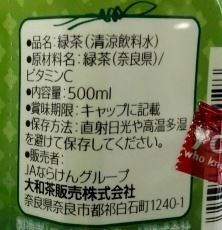 ●品名：緑茶（清涼飲料水）
●原材料名：緑茶（奈良県）/
ビタミンC
●内容量：500ml
●賞味期限：キャップに記載
●保存方法：直射日光や高温多湿
を避けて保存してください。
●販売者：
JAならけんグループ
大和茶販売株式会社
奈良県奈良市都祁白石町1240-1
yo
who kn